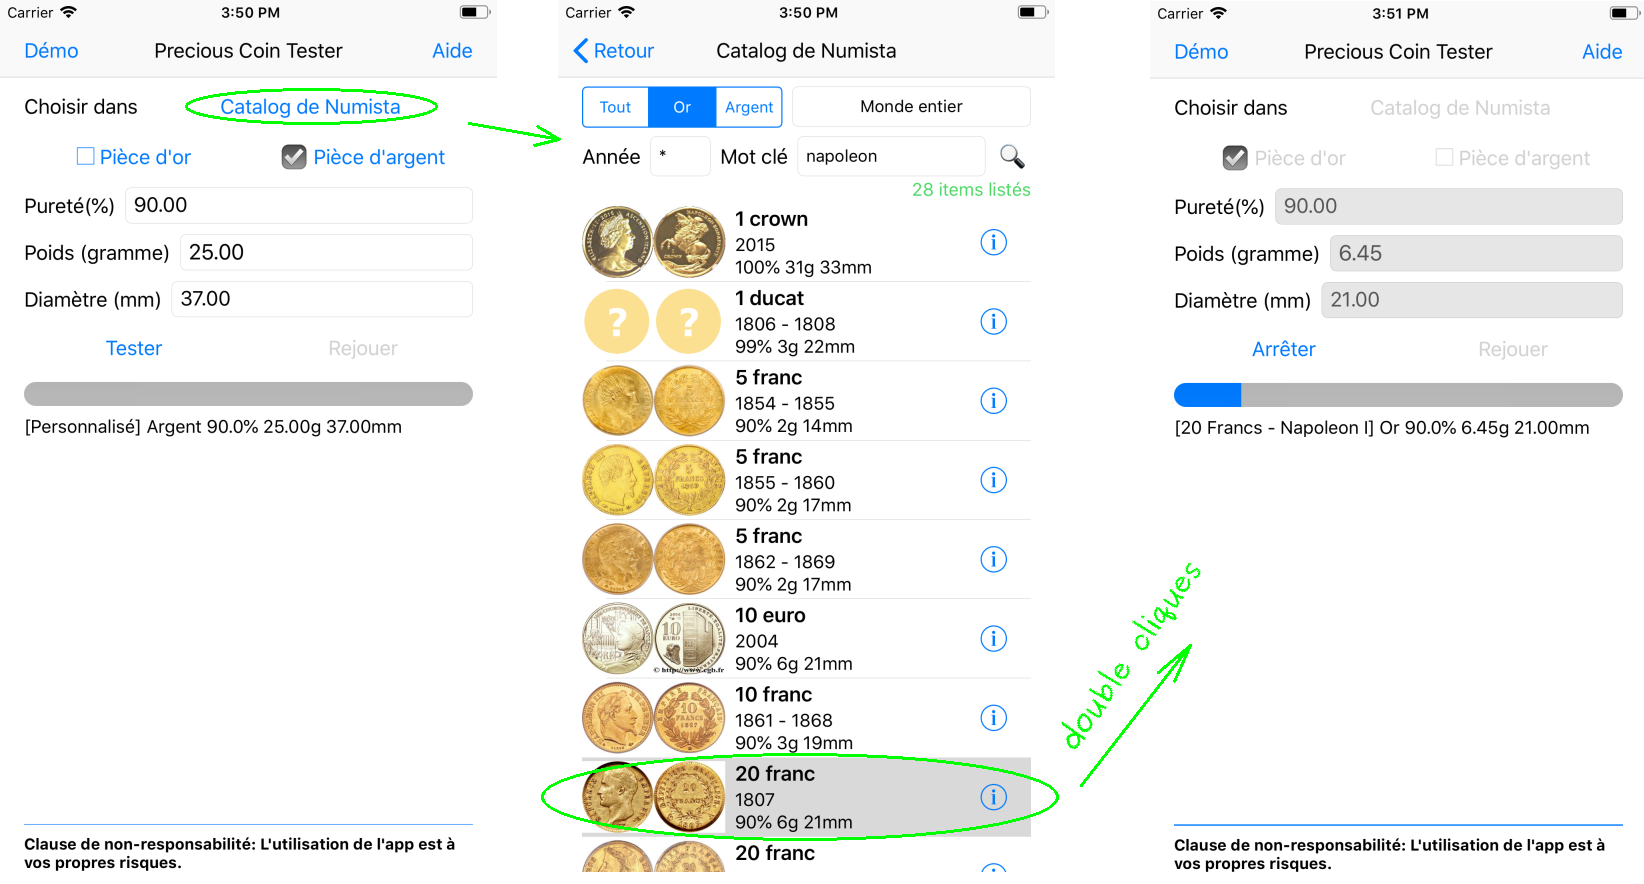 Carrier 3:50 PM
Démo Precious Coin Tester Aide
Choisir dans Catalog de Numista
Pièce d'or Pièce d'argent
Pureté(%) 90.00
Poids (gramme) 25.00
Diamètre (mm) 37.00
Tester Rejouer
[Personnalisé] Argent 90.0% 25.00g 37.00mm
Clause de non-responsabilité: L'utilisation de l'app est à
vos propres risques.
Carrier 3:50 PM
Retour Catalog de Numista
Tout Or Argent Monde entier
Année * Mot clé napoleon
28 items listés
1 crown
2015
100% 31g 33mm
? ?
1 ducat
1806 - 1808
99% 3g 22mm
5 franc
1854 - 1855
90% 2g 14mm
5 franc
1855 - 1860
90% 2g 17mm
5 franc
1862 - 1869
90% 2g 17mm
10 euro
2004
90% 6g 21mm
© http://www.cgb.fr
10 franc
1861 - 1868
90% 3g 19mm
20 franc
1807
90% 6g 21mm
20 franc
double cliques
Carrier 3:51 PM
Démo Precious Coin Tester Aide
Choisir dans Catalog de Numista
Pièce d'or Pièce d'argent
Pureté(%) 90.00
Poids (gramme) 6.45
Diamètre (mm) 21.00
Arrêter Rejouer
[20 Francs - Napoleon I] Or 90.0% 6.45g 21.00mm
Clause de non-responsabilité: L'utilisation de l'app est à
vos propres risques.